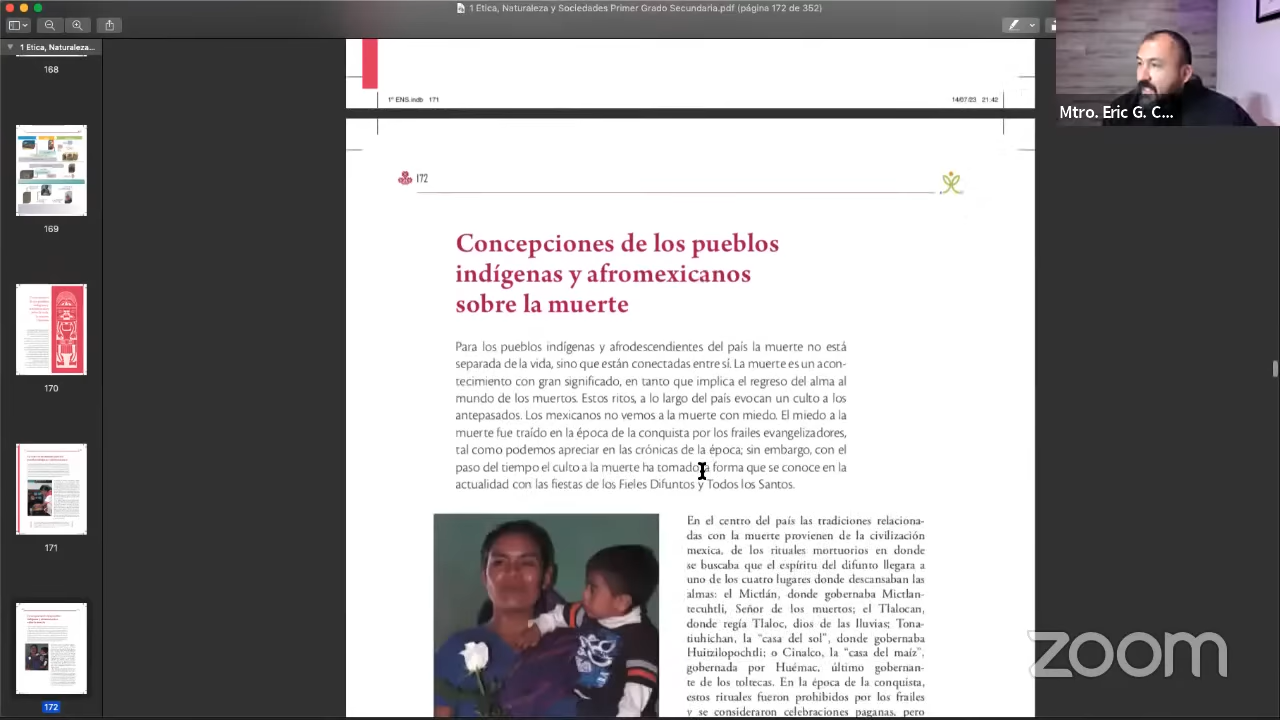 1 Etica, Naturaleza y Sociedades Primer Grado Secundaria.pdf (página 172 de 352)
1 Etica, Naturaleza...
168
169
170
171
172
Mtro. Eric G. C...
1º ENS.indb 171
14/07/23 21:42
172
Concepciones de los pueblos
indígenas y afromexicanos
sobre la muerte
Para los pueblos indígenas y afrodescendientes del país la muerte no está
separada de la vida, sino que están conectadas entre sí. La muerte es un acon-
tecimiento con gran significado, en tanto que implica el regreso del alma al
mundo de los muertos. Estos ritos, a lo largo del país evocan un culto a los
antepasados. Los mexicanos no vemos a la muerte con miedo. El miedo a la
muerte fue traído en la época de la conquista por los frailes evangelizadores,
tal como podemos apreciar en las crónicas de la época; sin embargo, con el
paso del tiempo el culto a la muerte ha tomado la forma que se conoce en la
actualidad con las fiestas de los Fieles Difuntos y Todos los Santos.
En el centro del país las tradiciones relaciona-
das con la muerte provienen de la civilización
mexica, de los rituales mortuorios en donde
se buscaba que el espíritu del difunto llegara a
uno de los cuatro lugares donde descansaban las
almas: el Mictlán, donde gobernaba Mictlan-
tecuhtli, Señor de los muertos; el Tlalocan,
donde regía Tlaloc, dios de las lluvias; Tona-
tiuhichan, la "casa del sol", donde gobernaba
Huitzilopochtli; o Cinalco, la "casa del maíz",
gobernada por Huémac, último gobernan-
te de los toltecas. En la época de la conquista,
estos rituales fueron prohibidos por los frailes
y se consideraron celebraciones paganas, pero
zoom